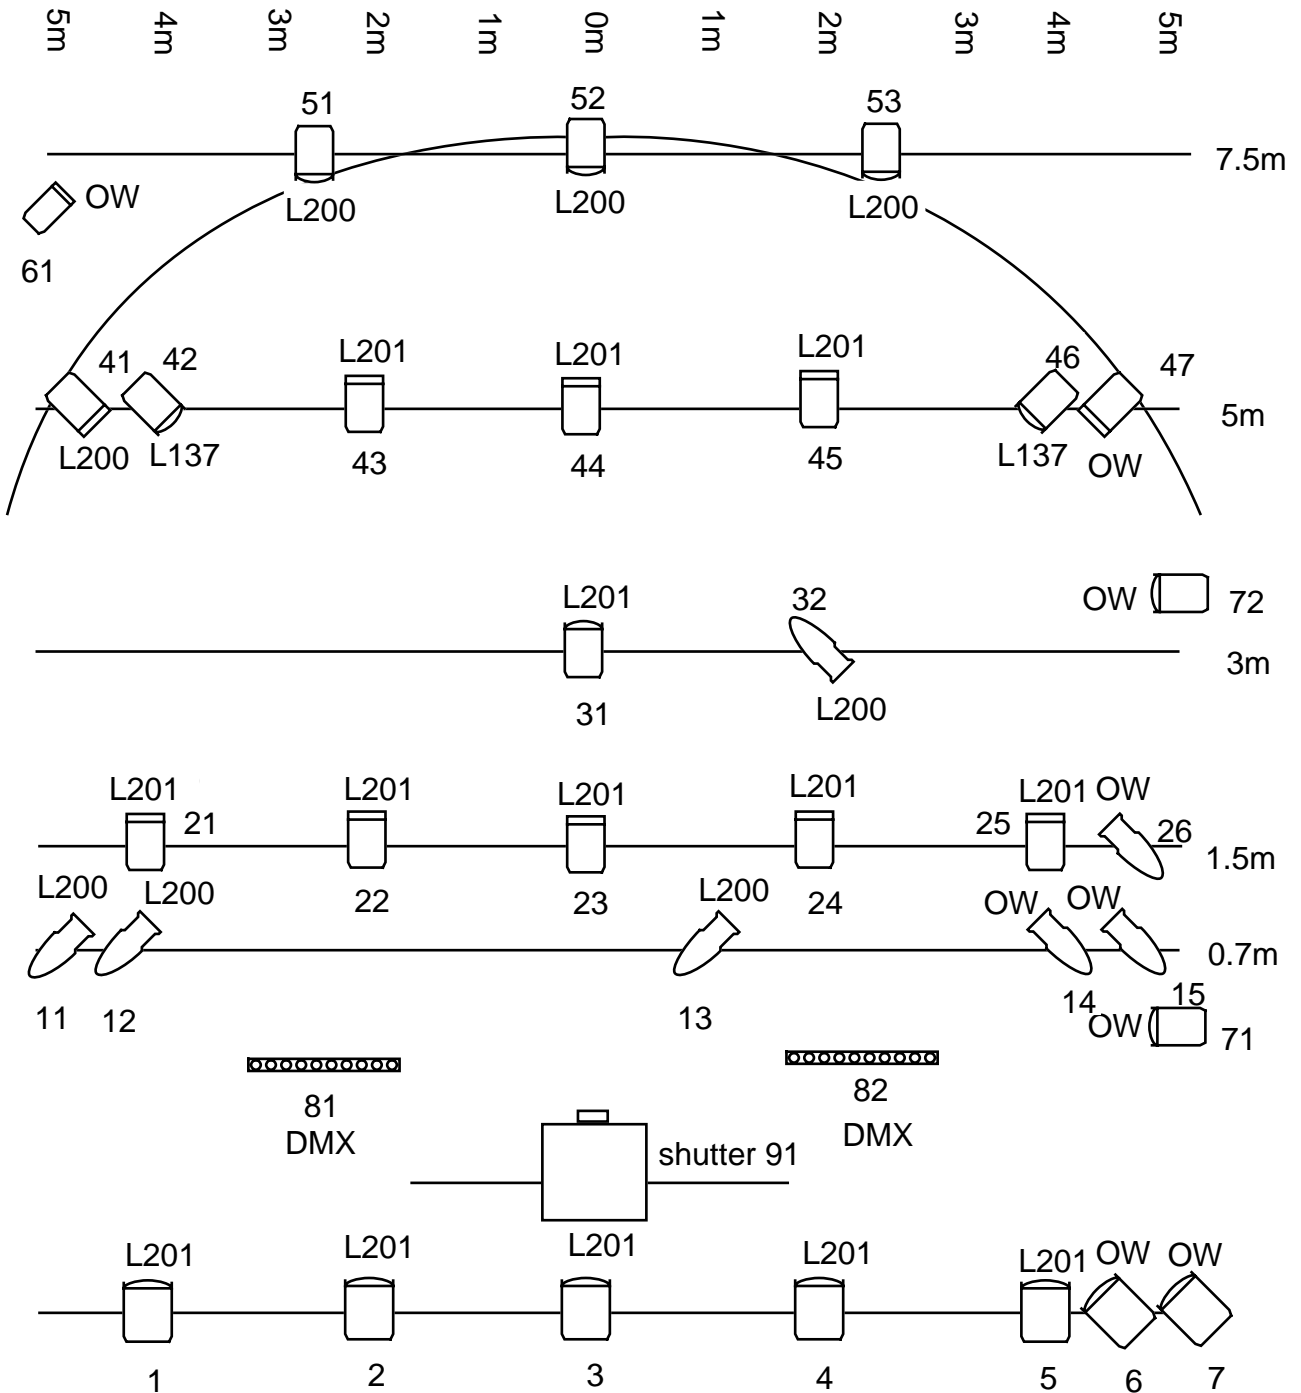 5m 4m 3m 2m 1m 0m 1m 2m 3m 4m 5m
51 52 53
7.5m
OW L200 L200 L200
61
41 42 L201 L201 L201 46 47
5m
L200 L137 43 44 45 L137 OW
L201 32 OW 72
3m
31 L200
L201 L201 L201 L201 L201 OW
21 25 26
1.5m
L200 L200 22 23 L200 24 OW OW
0.7m
11 12 13 14 15
OW 71
81 82
DMX DMX
shutter 91
L201 L201 L201 L201 L201 OW OW
1 2 3 4 5 6 7